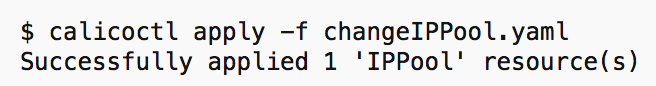 $ calicoctl apply -f changeIPPool.yaml
Successfully applied 1 'IPPool' resource(s)